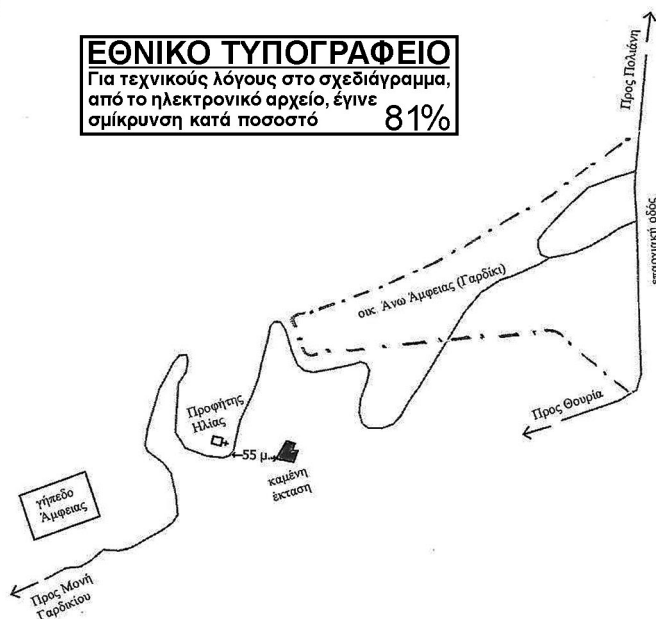 ΕΘΝΙΚΟ ΤΥΠΟΓΡΑΦΕΙΟ
Για τεχνικούς λόγους στο σχεδιάγραμμα,
από το ηλεκτρονικό αρχείο, έγινε
σμίκρυνση κατά ποσοστό 81%
Προς Πολιάνη
επαρχιακή οδός
οικ. Άνω Άμφειας (Γαρδίκι)
Προς Θουρία
Προφήτης
Ηλίας
55 μ.
καμένη
έκταση
γήπεδο
Άμφειας
Προς Μονή
Γαρδικίου